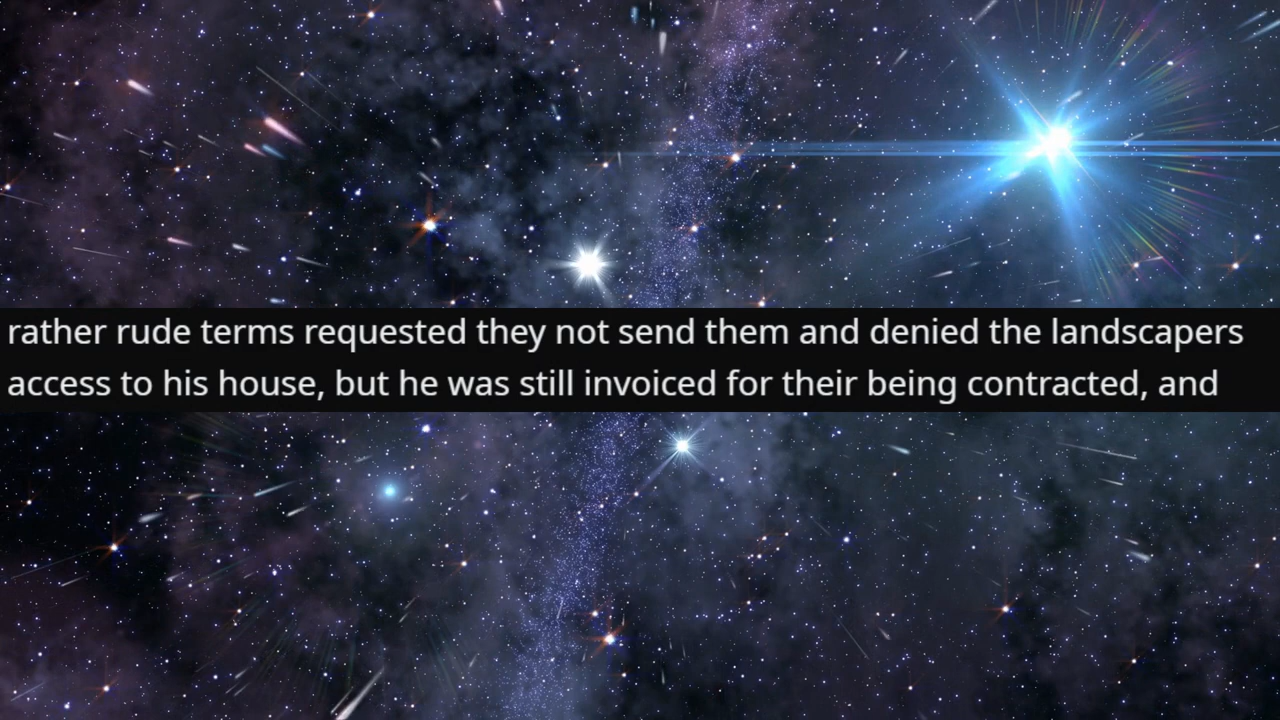 rather rude terms requested they not send them and denied the landscapers
access to his house, but he was still invoiced for their being contracted, and